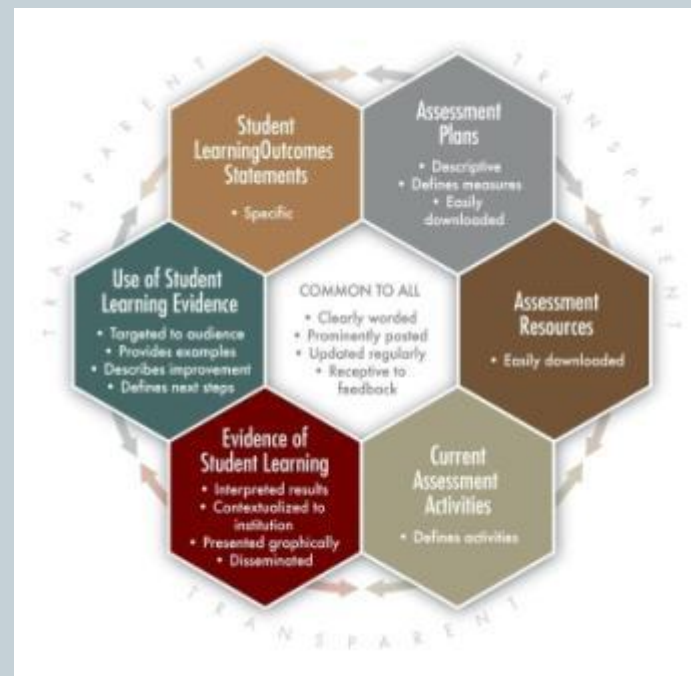 TRANSPARENT
TRANSPARENT
Student
LearningOutcomes
Statements
• Specific
Assessment
Plans
• Descriptive
• Defines measures
• Easily
downloaded
Use of Student
Learning Evidence
• Targeted to audience
• Provides examples
• Describes improvement
• Defines next steps
COMMON TO ALL
• Clearly worded
• Prominently posted
• Updated regularly
• Receptive to
feedback
Assessment
Resources
• Easily downloaded
Evidence of
Student Learning
• Interpreted results
• Contextualized to
institution
• Presented graphically
• Disseminated
Current
Assessment
Activities
• Defines activities
TRANSPARENT